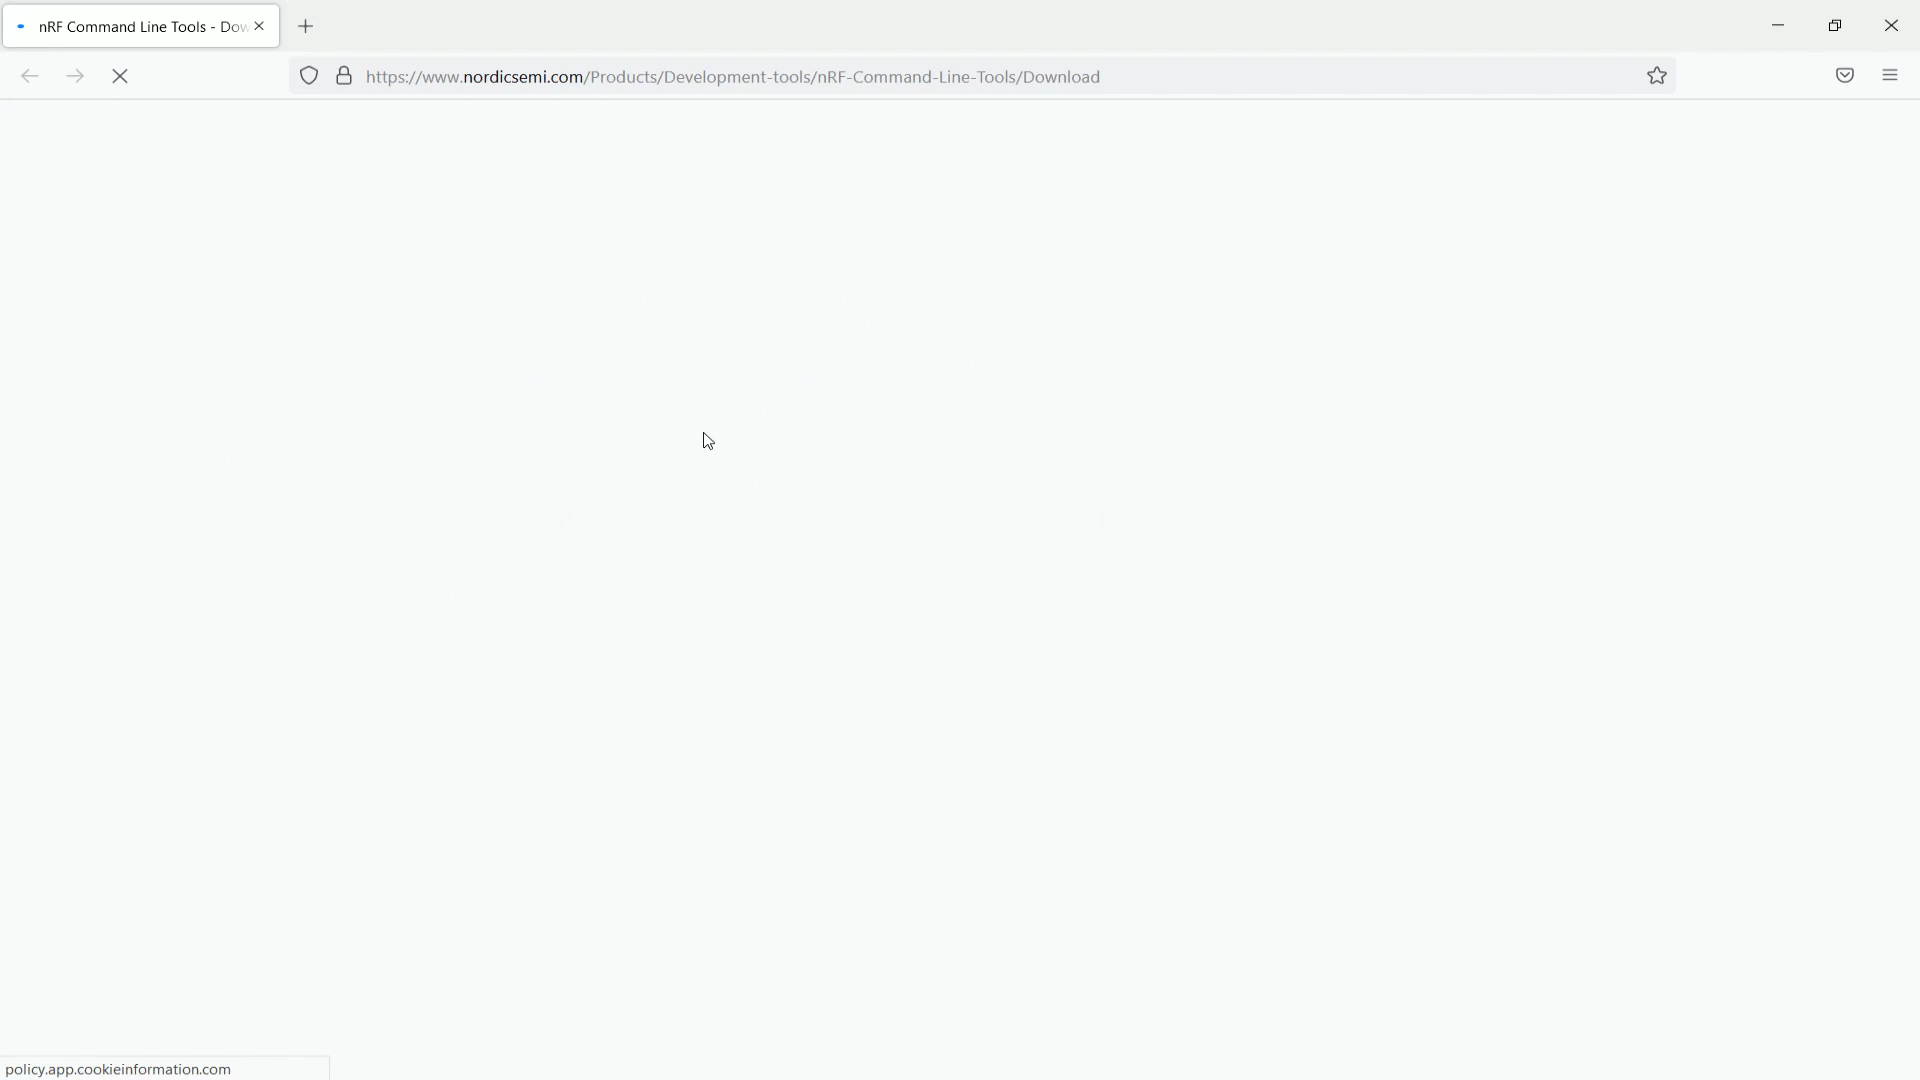 nRF Command Line Tools - Dow
https://www.nordicsemi.com/Products/Development-tools/nRF-Command-Line-Tools/Download
policy.app.cookieinformation.com